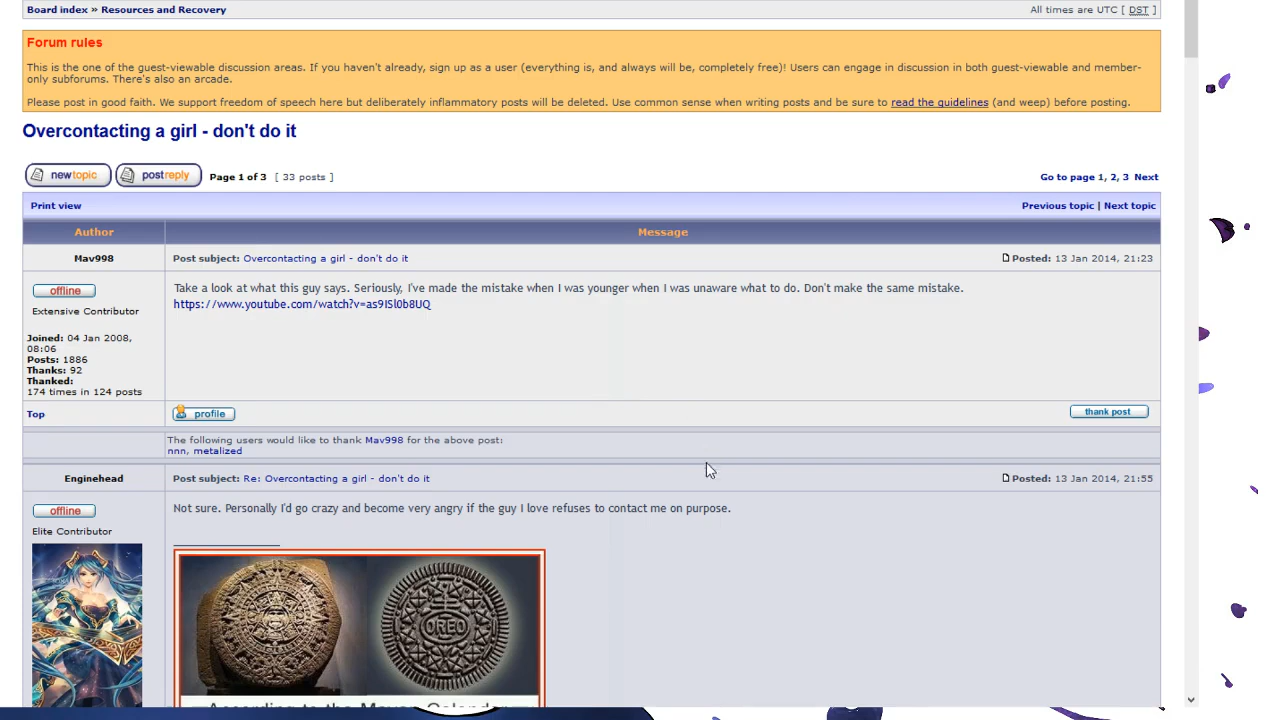 Board index » Resources and Recovery
All times are UTC [ DST ]
Forum rules
This is the one of the guest-viewable discussion areas. If you haven't already, sign up as a user (everything is, and always will be, completely free)! Users can engage in discussion in both guest-viewable and member-
only subforums. There's also an arcade.
Please post in good faith. We support freedom of speech here but deliberately inflammatory posts will be deleted. Use common sense when writing posts and be sure to read the guidelines (and weep) before posting.
Overcontacting a girl - don't do it
newtopic postreply Page 1 of 3 [ 33 posts ]
Go to page 1, 2, 3 Next
Print view
Previous topic | Next topic
Author
Message
Mav998
Post subject: Overcontacting a girl - don't do it
Posted: 13 Jan 2014, 21:23
offline
Extensive Contributor
Joined: 04 Jan 2008,
08:06
Posts: 1886
Thanks: 92
Thanked:
174 times in 124 posts
Take a look at what this guy says. Seriously, I've made the mistake when I was younger when I was unaware what to do. Don't make the same mistake.
https://www.youtube.com/watch?v=as9ISl0b8UQ
Top
profile
thank post
The following users would like to thank Mav998 for the above post:
nnn, metalized
Enginehead
Post subject: Re: Overcontacting a girl - don't do it
Posted: 13 Jan 2014, 21:55
offline
Elite Contributor
Not sure. Personally I'd go crazy and become very angry if the guy I love refuses to contact me on purpose.
OREO
According to the Mayan Calendar